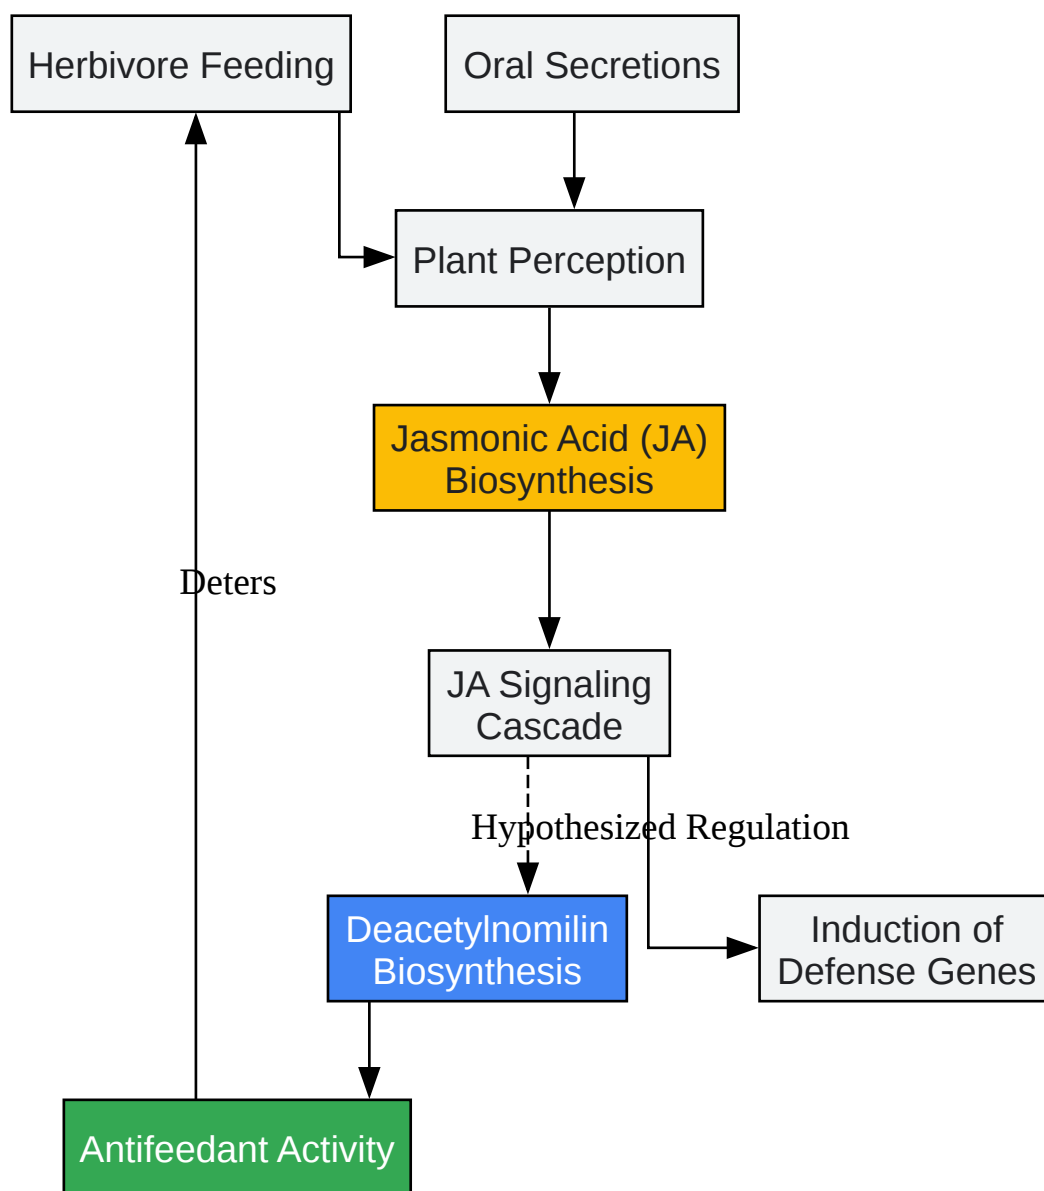 Herbivore Feeding
Oral Secretions
Plant Perception
Jasmonic Acid (JA)
Biosynthesis
Deters
JA Signaling
Cascade
Hypothesized Regulation
Deacetylnomilin
Biosynthesis
Induction of
Defense Genes
Antifeedant Activity